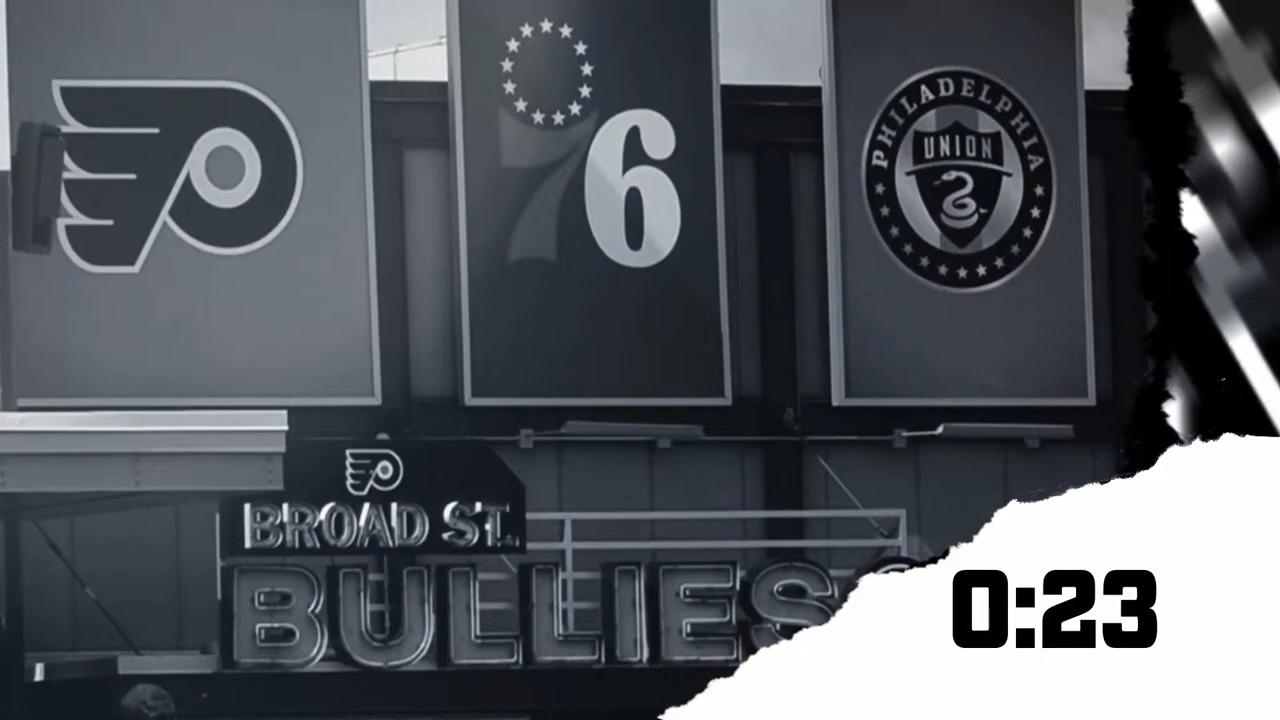 P
76
PHILADELPHIA
UNION
P
BROAD ST.
BULLIES
0:23